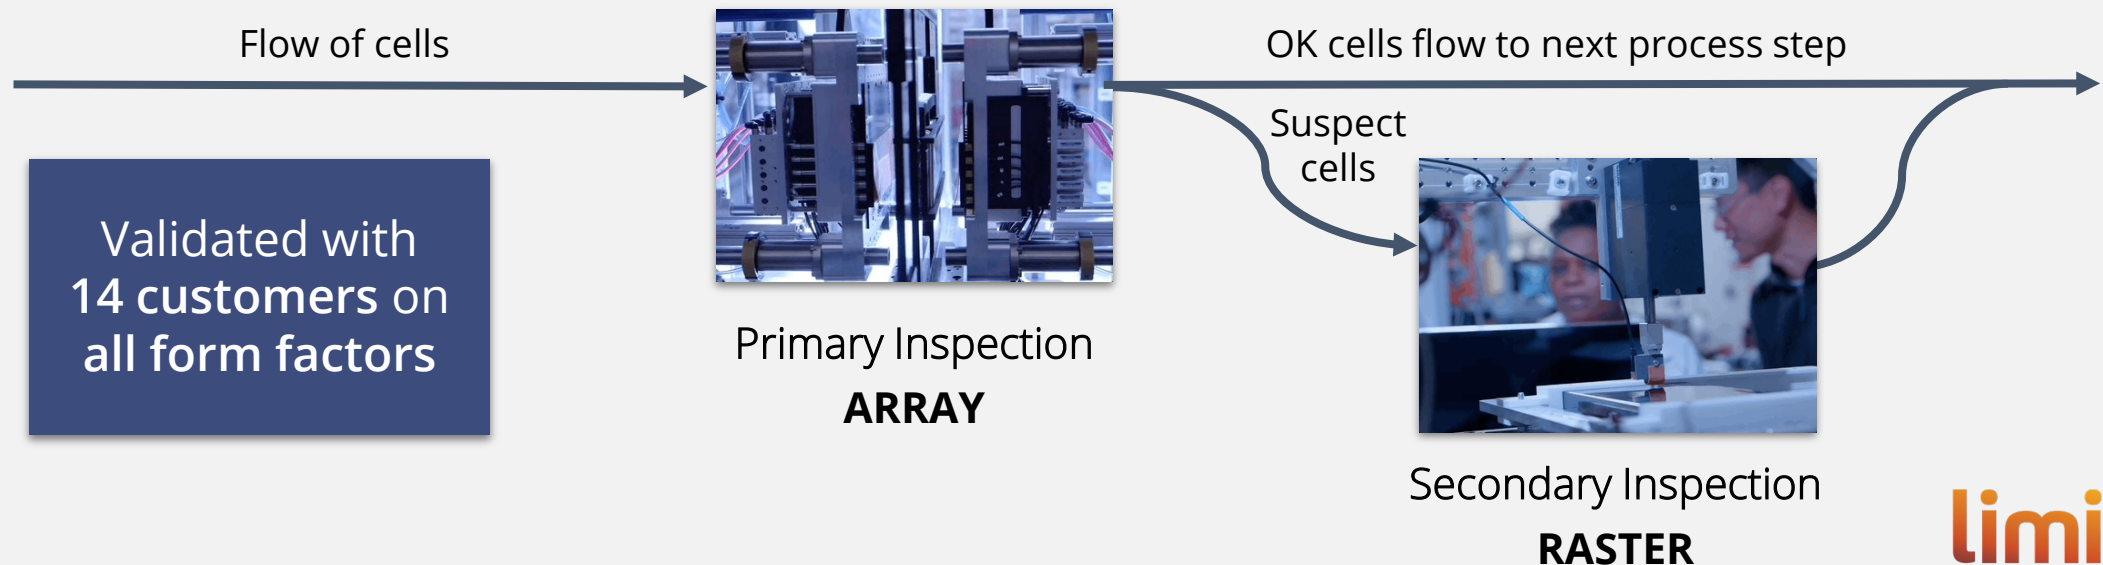 Flow of cells
OK cells flow to next process step
Suspect
cells
Validated with
14 customers on
all form factors
Primary Inspection
ARRAY
Secondary Inspection
RASTER
limi